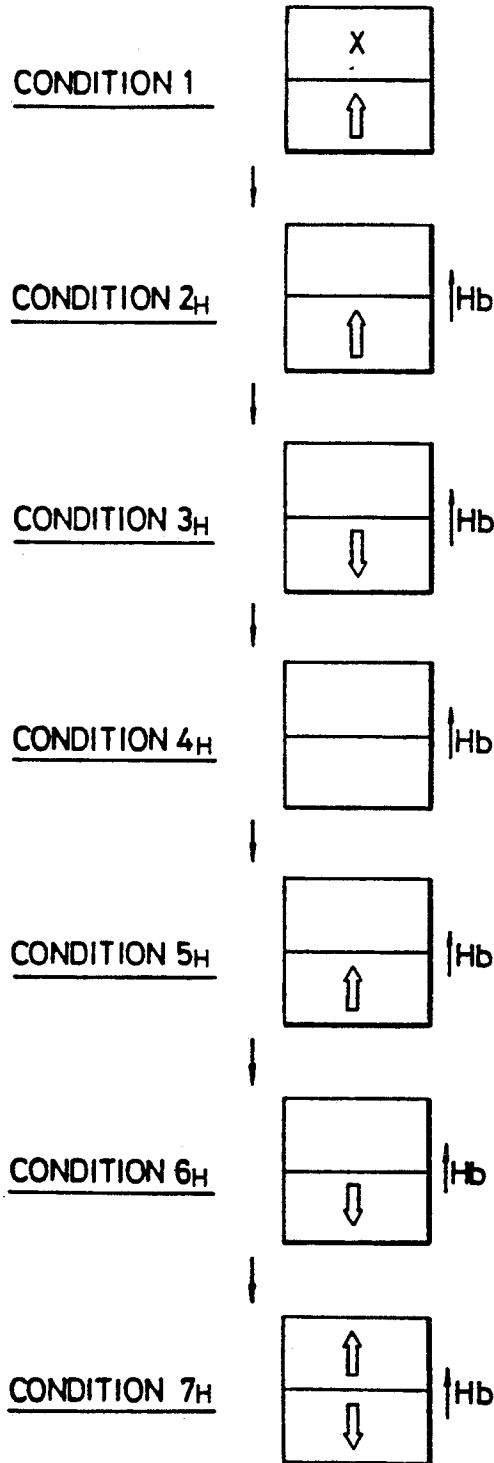 X
CONDITION 1
CONDITION 2H
Hb
CONDITION 3H
Hb
CONDITION 4H
Hb
CONDITION 5H
Hb
CONDITION 6H
Hb
CONDITION 7H
Hb